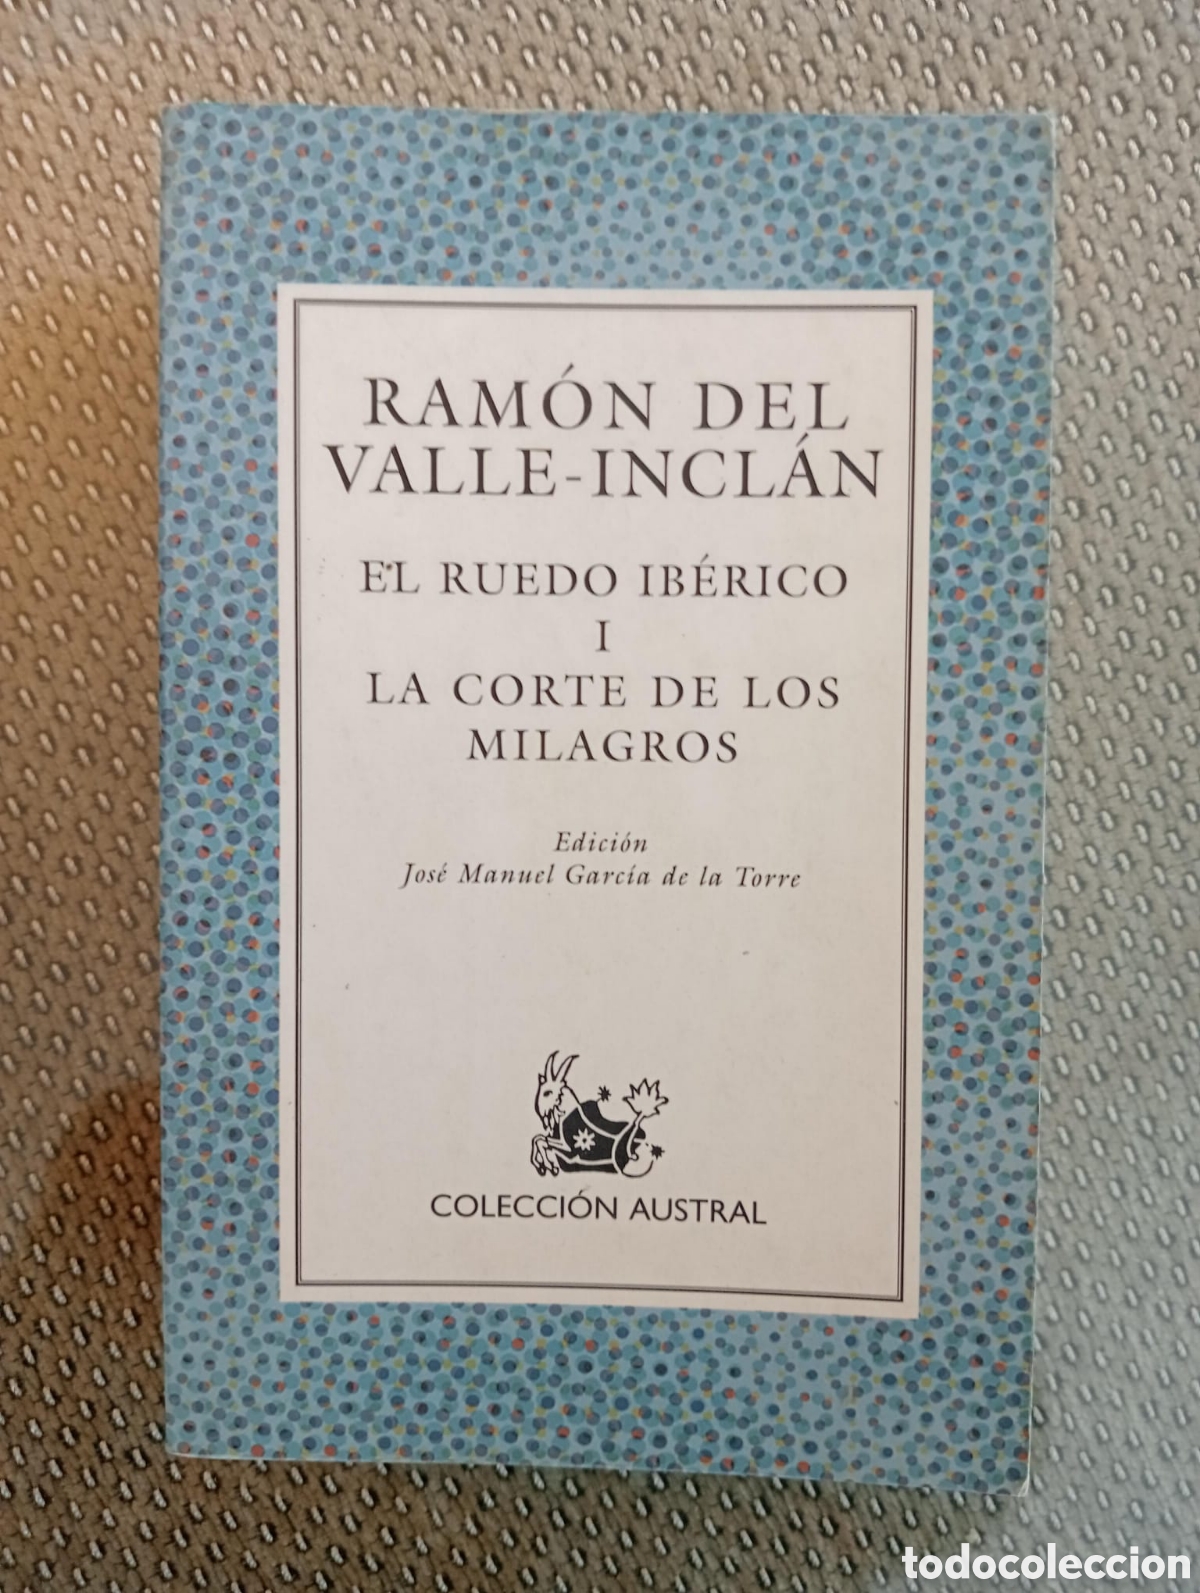 RAMÓN DEL
VALLE-INCLÁN
EL RUEDO IBÉRICO
I
LA CORTE DE LOS
MILAGROS
Edición
José Manuel García de la Torre
COLECCIÓN AUSTRAL
todocoleccion